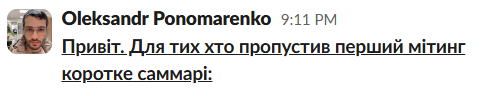 Oleksandr Ponomarenko 9:11 PM
Привіт. Для тих хто пропустив перший мітинг
коротке саммарі: